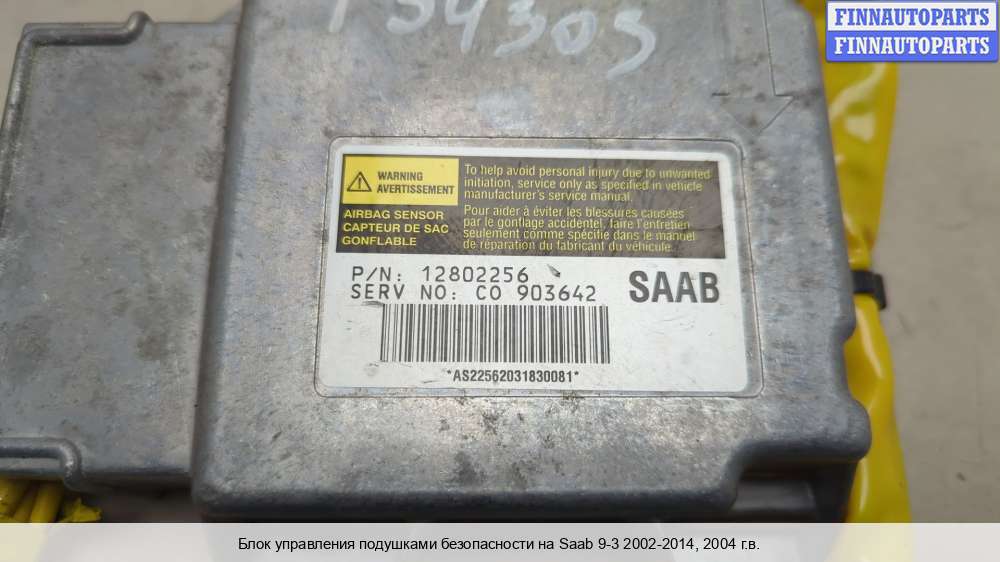 FINNAUTOPARTS
FINNAUTOPARTS
WARNING
AVERTISSEMENT
AIRBAG SENSOR
CAPTEUR DE SAC
GONFLABLE
To help avoid personal injury due to unwanted
initiation, service only as specified in vehicle
manufacturer's service manual.
Pour aider à éviter les blessures causées
par le gonflage accidentel, faire l'entretien
seulement comme spécifié dans le manuel
de réparation du fabricant du véhicule.
P/N: 12802256
SERV NO: CO 903642
SAAB
*AS22562031830081*
Блок управления подушками безопасности на Saab 9-3 2002-2014, 2004 г.в.